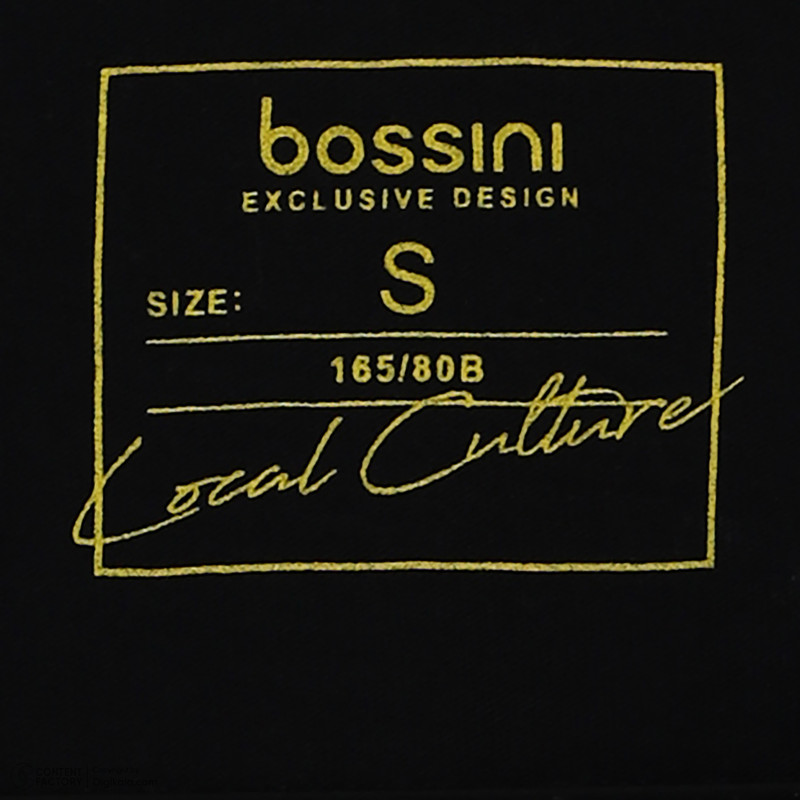 bossini
EXCLUSIVE DESIGN
SIZE: S
165/80B
Local Culture